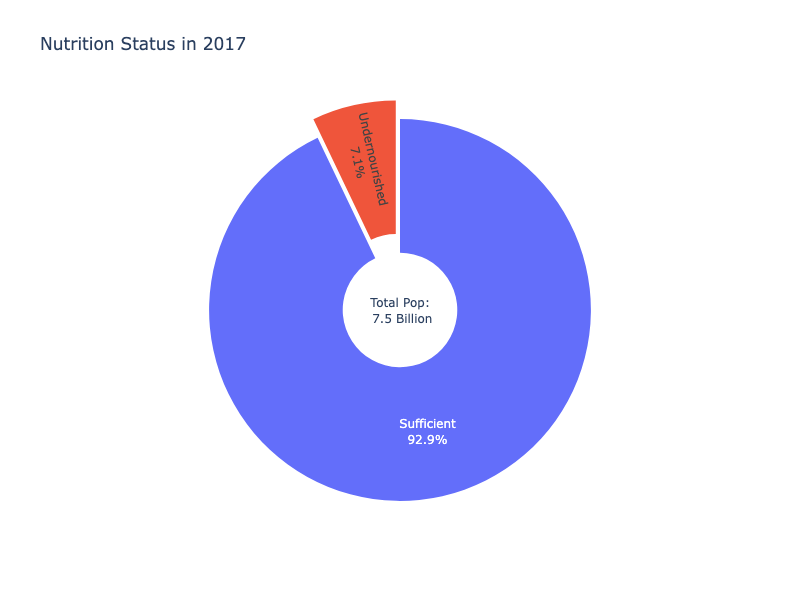 Nutrition Status in 2017
Undernourished
7.1%
Total Pop:
7.5 Billion
Sufficient
92.9%